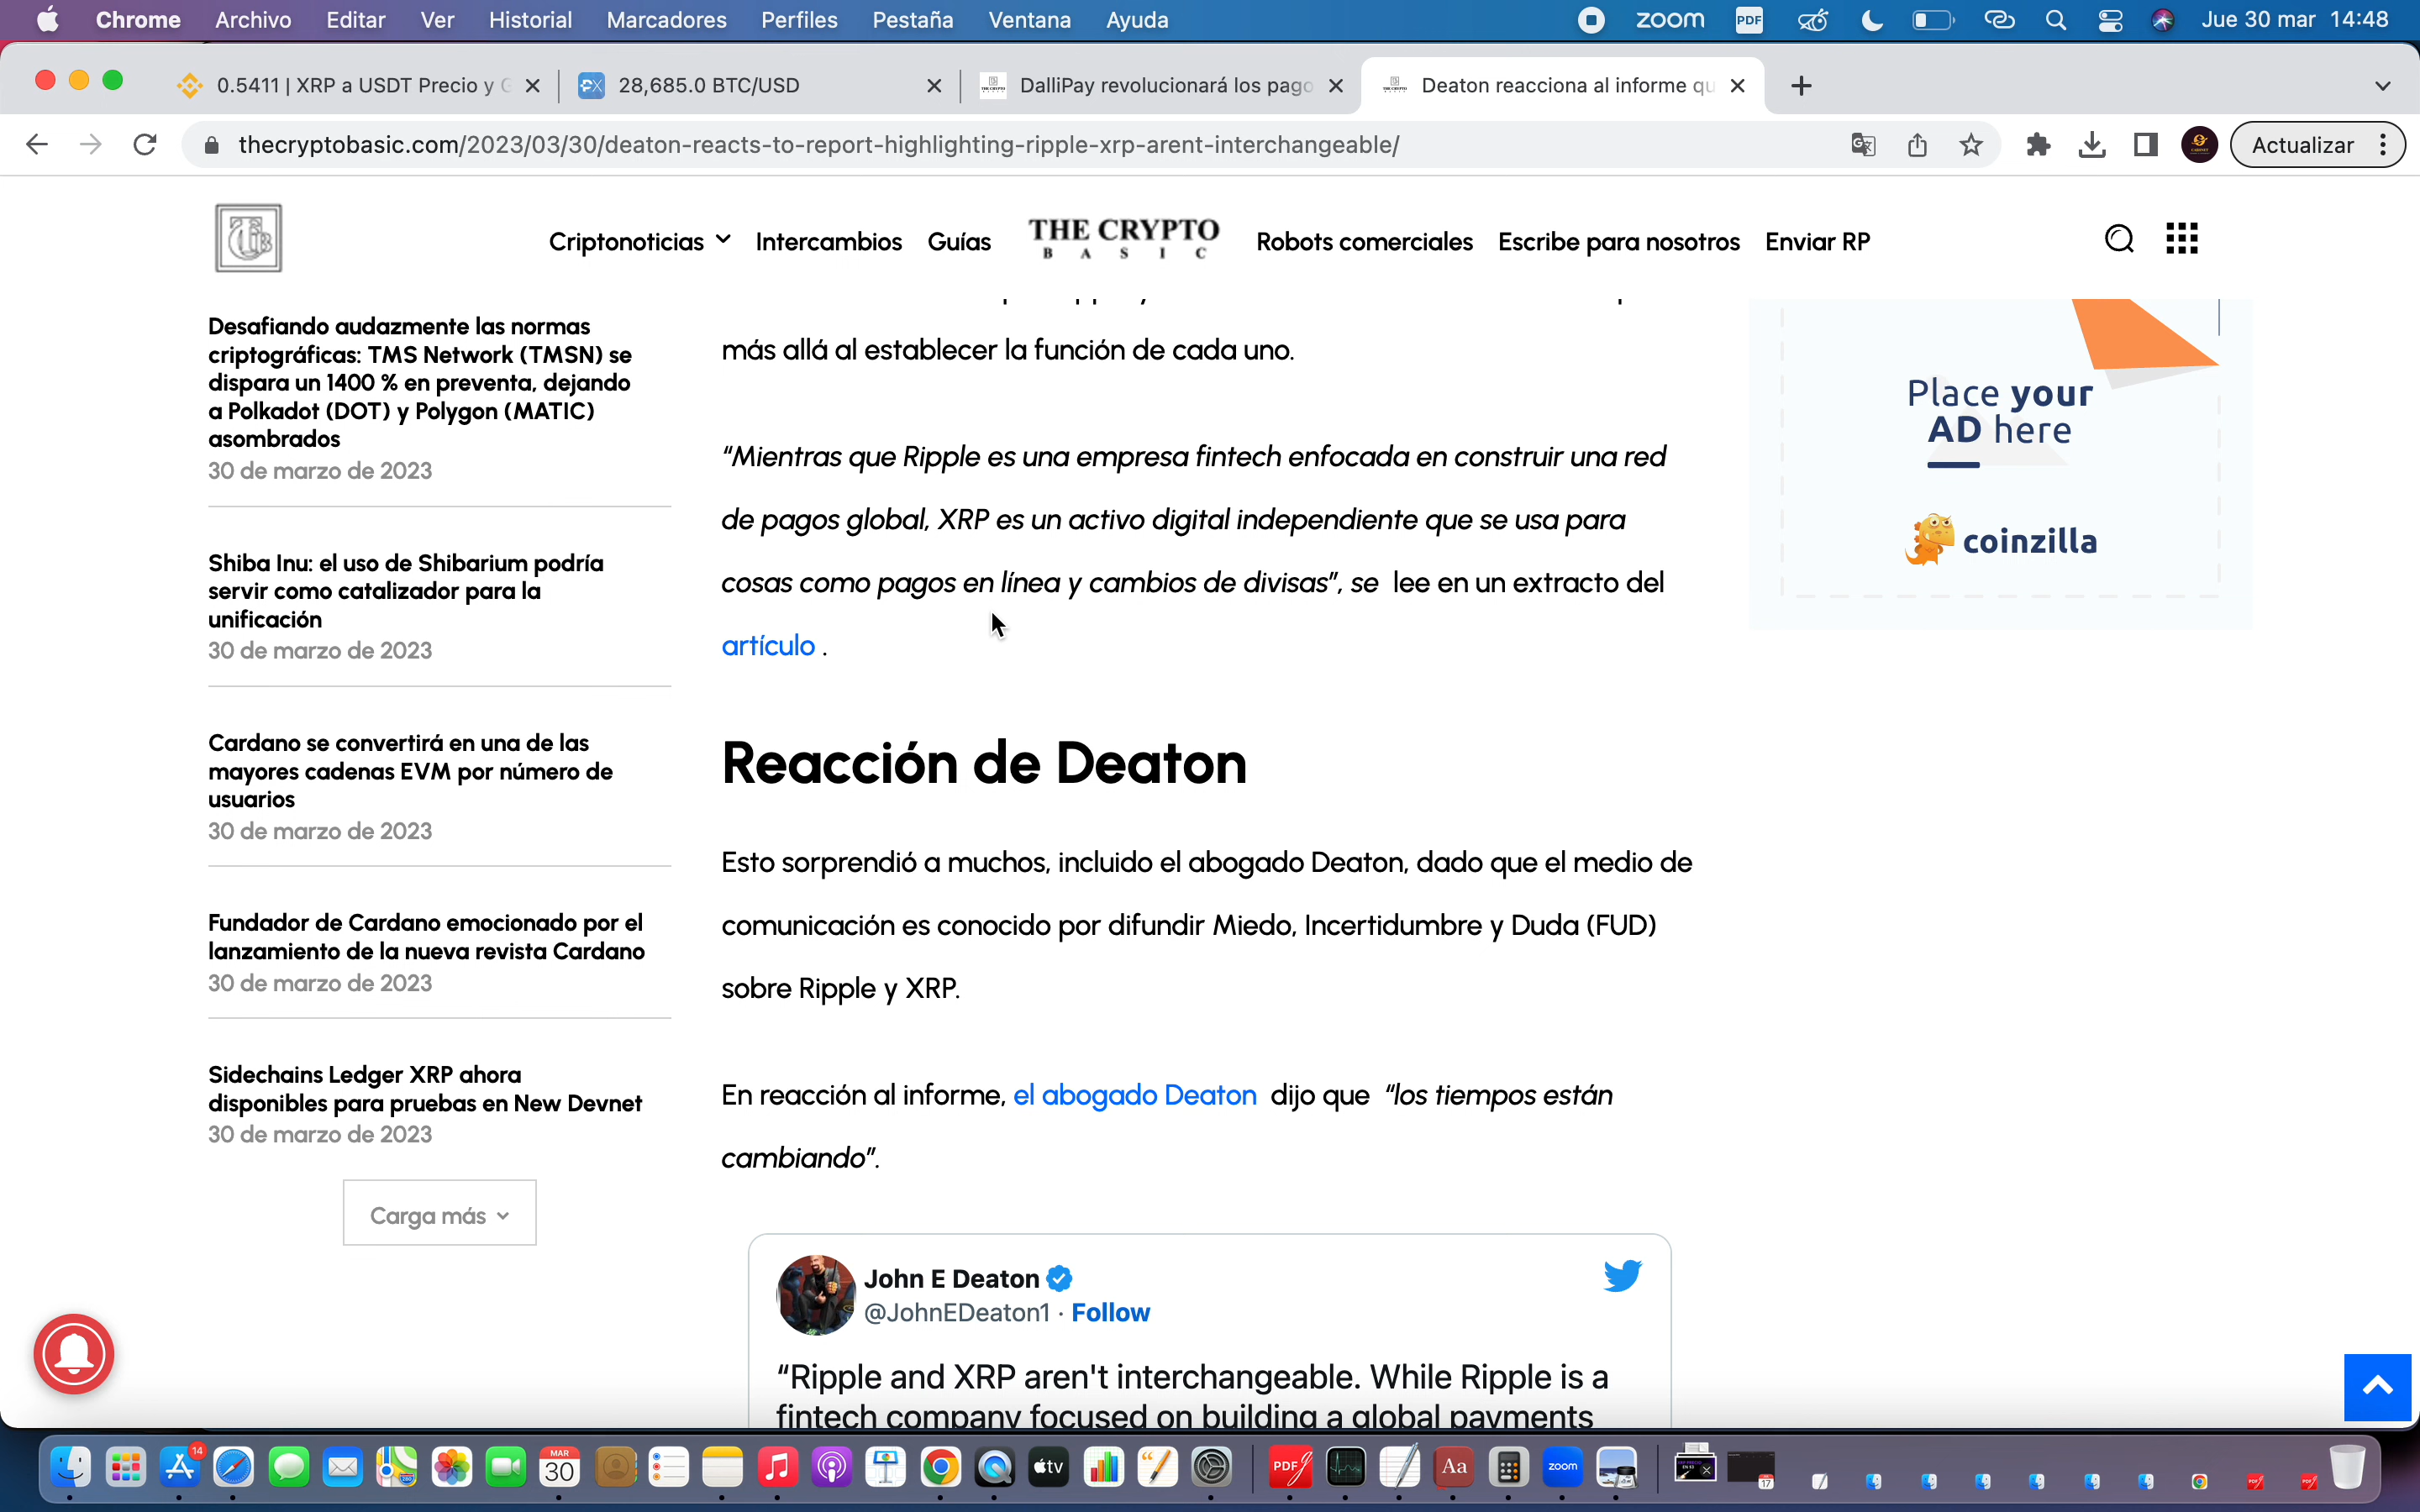 Chrome Archivo Editar Ver Historial Marcadores Perfiles Pestaña Ventana Ayuda
zoom PDF Jue 30 mar 14:48
0.5411 | XRP a USDT Precio y G
28,685.0 BTC/USD
DalliPay revolucionará los pago
Deaton reacciona al informe qu
thecryptobasic.com/2023/03/30/deaton-reacts-to-report-highlighting-ripple-xrp-arent-interchangeable/
Actualizar
Criptonoticias Intercambios Guías
THE CRYPTO
BASIC
Robots comerciales Escribe para nosotros Enviar RP
Desafiando audazmente las normas
criptográficas: TMS Network (TMSN) se
dispara un 1400 % en preventa, dejando
a Polkadot (DOT) y Polygon (MATIC)
asombrados
30 de marzo de 2023
Shiba Inu: el uso de Shibarium podría
servir como catalizador para la
unificación
30 de marzo de 2023
Cardano se convertirá en una de las
mayores cadenas EVM por número de
usuarios
30 de marzo de 2023
Fundador de Cardano emocionado por el
lanzamiento de la nueva revista Cardano
30 de marzo de 2023
Sidechains Ledger XRP ahora
disponibles para pruebas en New Devnet
30 de marzo de 2023
Carga más
más allá al establecer la función de cada uno.
“Mientras que Ripple es una empresa fintech enfocada en construir una red
de pagos global, XRP es un activo digital independiente que se usa para
cosas como pagos en línea y cambios de divisas”, se lee en un extracto del
artículo .
Reacción de Deaton
Esto sorprendió a muchos, incluido el abogado Deaton, dado que el medio de
comunicación es conocido por difundir Miedo, Incertidumbre y Duda (FUD)
sobre Ripple y XRP.
En reacción al informe, el abogado Deaton dijo que “los tiempos están
cambiando”.
John E Deaton
@JohnEDeaton1 · Follow
“Ripple and XRP aren't interchangeable. While Ripple is a
fintech company focused on building a global payments
Place your
AD here
coinzilla
14
MAR
30
tv
PDF
Aa
zoom
17